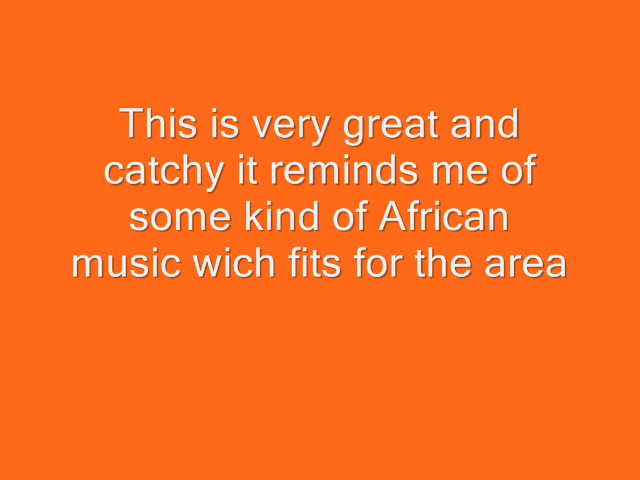 This is very great and
catchy it reminds me of
some kind of African
music wich fits for the area